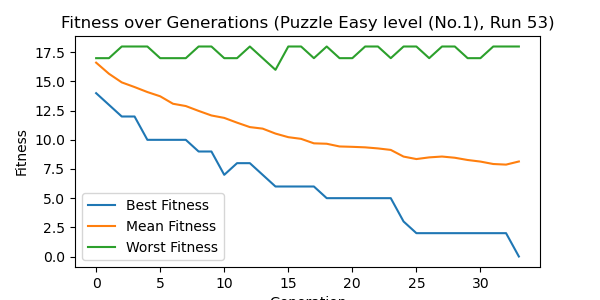 Fitness over Generations (Puzzle Easy level (No.1), Run 53)
Fitness
17.5
15.0
12.5
10.0
7.5
5.0
2.5
0.0
Best Fitness
Mean Fitness
Worst Fitness
0 5 10 15 20 25 30
Generation